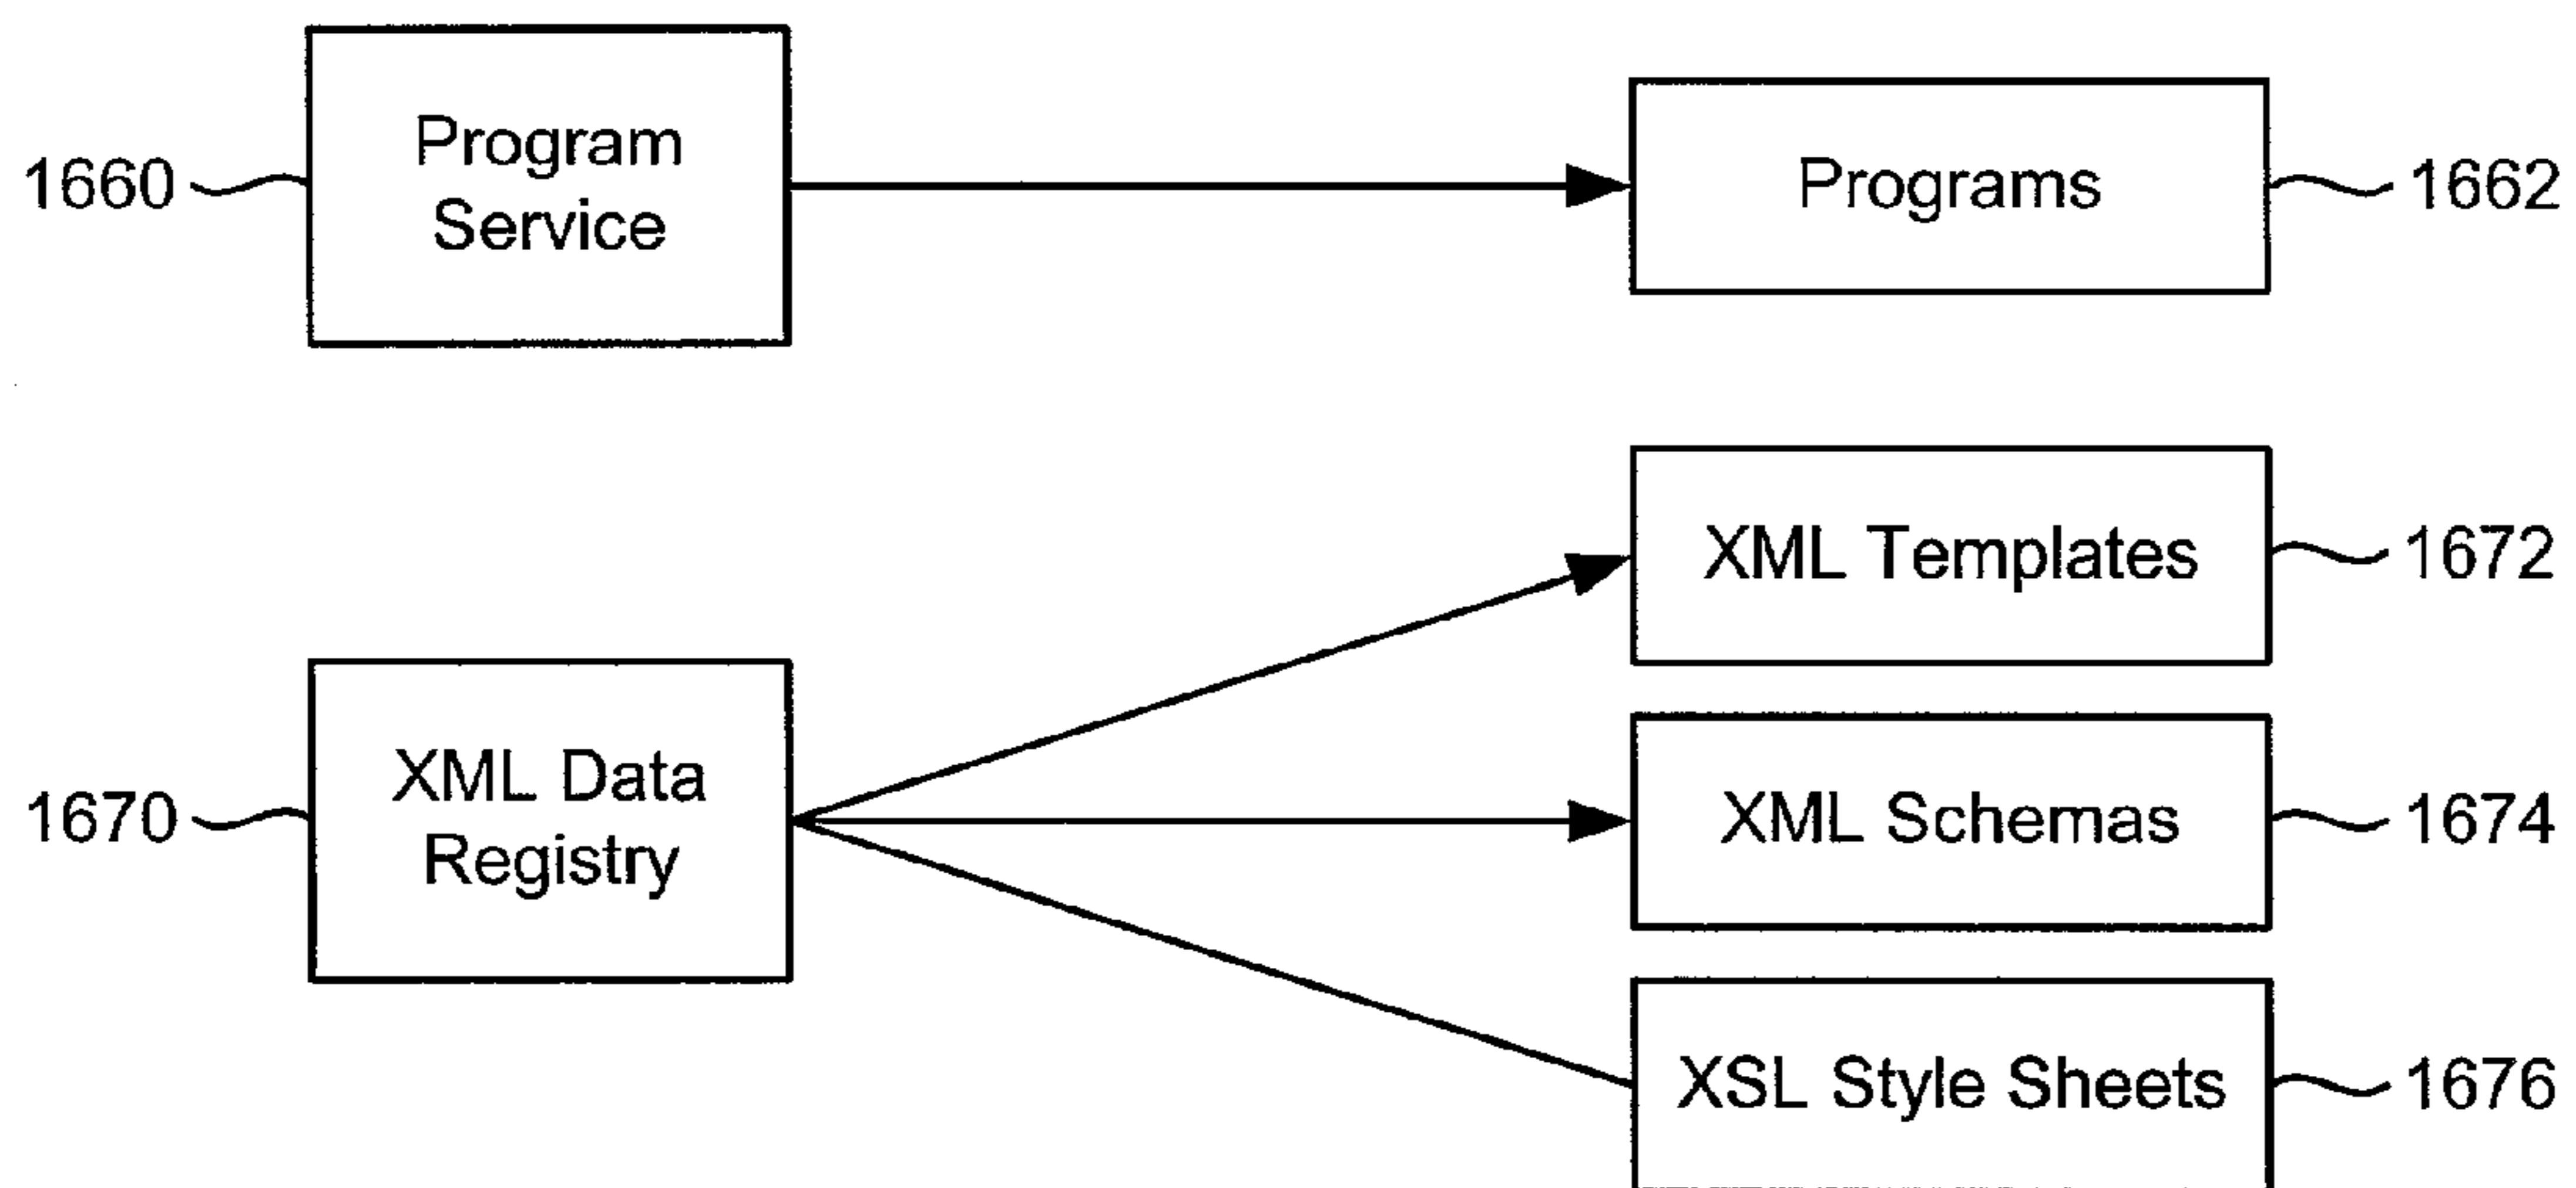 Program
Service
1660
Programs
1662
XML Templates
1672
XML Data
Registry
1670
XML Schemas
1674
XSL Style Sheets
1676